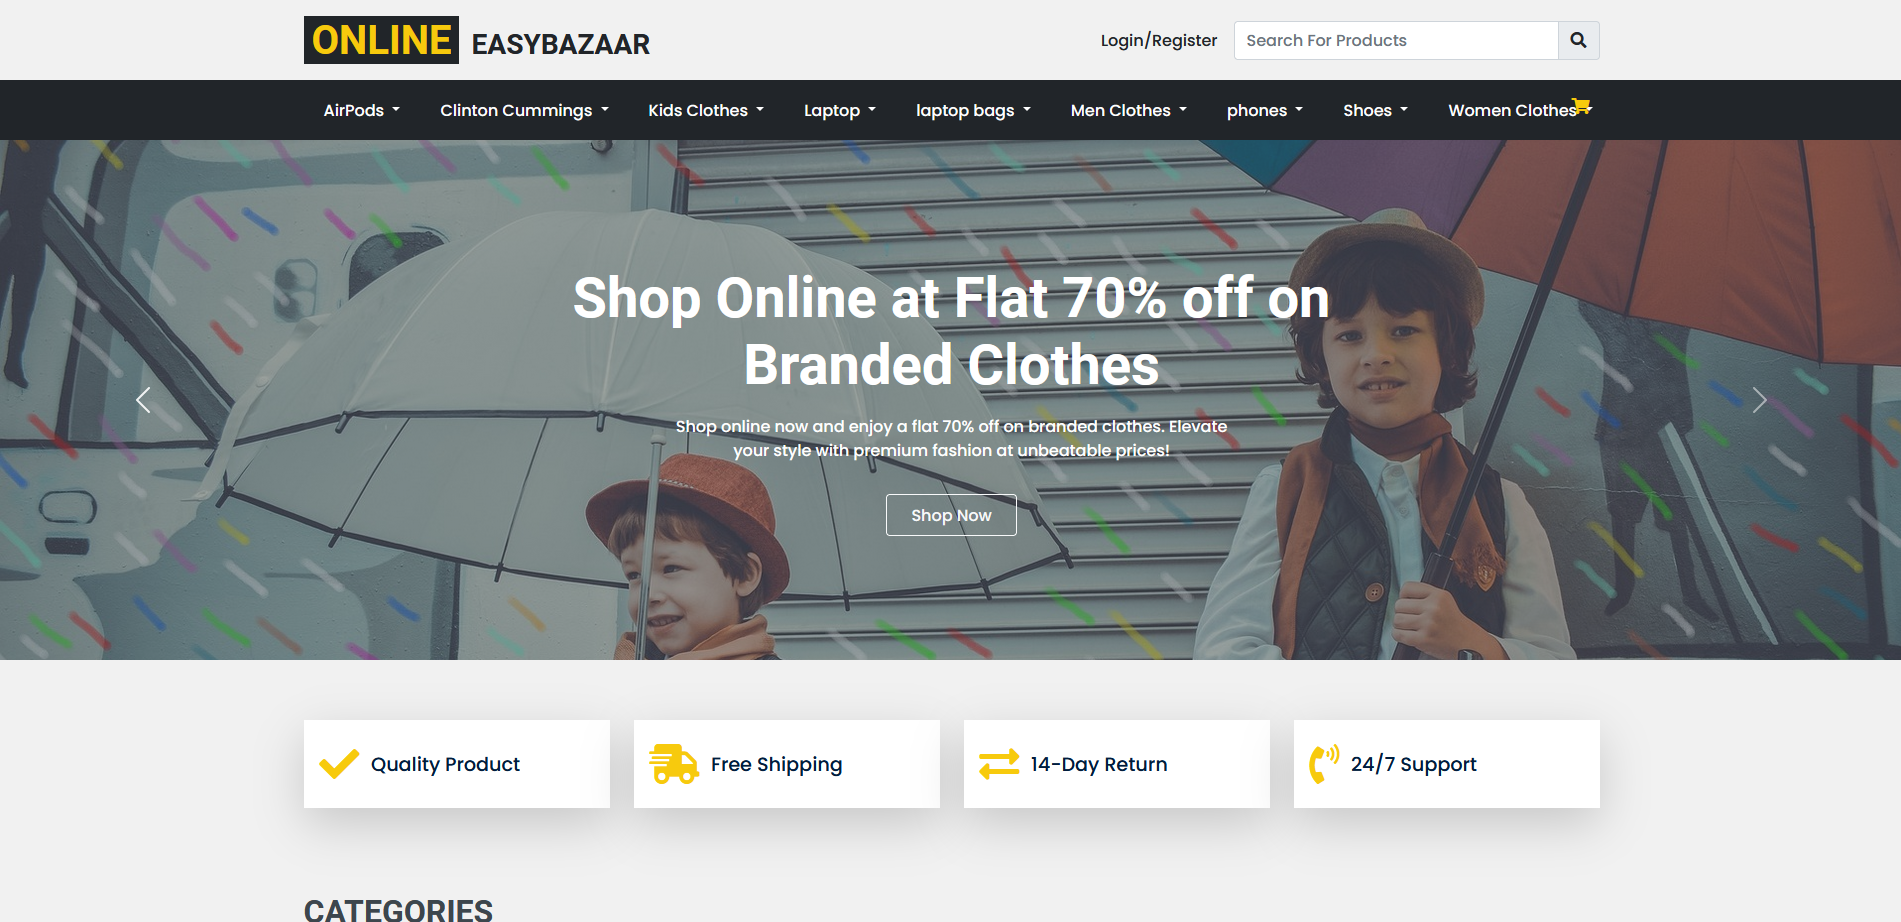 ONLINE EASYBAZAAR
Login/Register
Search For Products
AirPods
Clinton Cummings
Kids Clothes
Laptop
laptop bags
Men Clothes
phones
Shoes
Women Clothes
Shop Online at Flat 70% off on
Branded Clothes
Shop online now and enjoy a flat 70% off on branded clothes. Elevate
your style with premium fashion at unbeatable prices!
Shop Now
Quality Product
Free Shipping
14-Day Return
24/7 Support
CATEGORIES